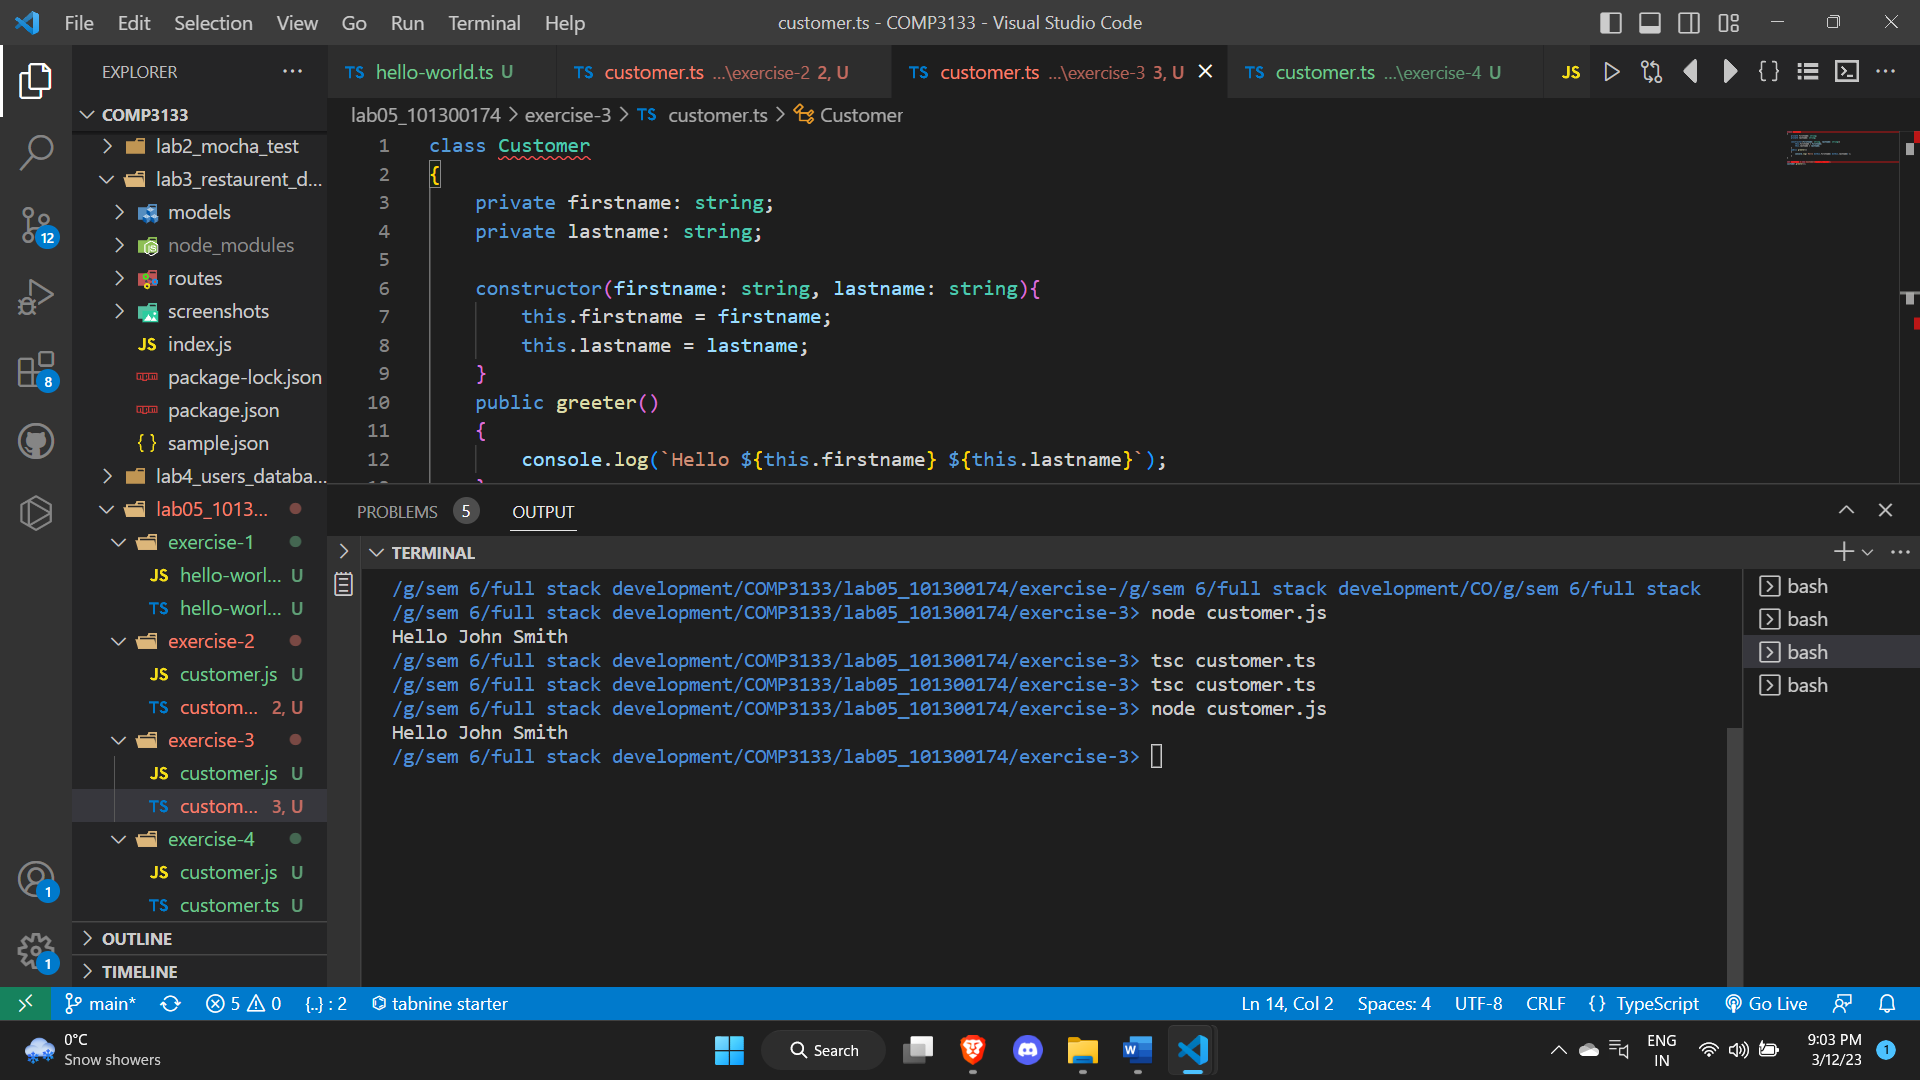 File Edit Selection View Go Run Terminal Help
customer.ts - COMP3133 - Visual Studio Code
EXPLORER
TS hello-world.ts U
TS customer.ts ...\exercise-2 2, U
TS customer.ts ...\exercise-3 3, U
TS customer.ts ...\exercise-4 U
JS
COMP3133
lab2_mocha_test
lab3_restaurent_d...
models
node_modules
routes
screenshots
JS index.js
package-lock.json
package.json
{ } sample.json
lab4_users_databa...
lab05_1013...
exercise-1
JS hello-worl... U
TS hello-worl... U
exercise-2
JS customer.js U
TS custom... 2, U
exercise-3
JS customer.js U
TS custom... 3, U
exercise-4
JS customer.js U
TS customer.ts U
OUTLINE
TIMELINE
12
8
1
1
lab05_101300174 > exercise-3 > TS customer.ts > Customer
1 class Customer
2 {
3 private firstname: string;
4 private lastname: string;
5
6 constructor(firstname: string, lastname: string){
7 this.firstname = firstname;
8 this.lastname = lastname;
9 }
10 public greeter()
11 {
12 console.log(`Hello ${this.firstname} ${this.lastname}`);
PROBLEMS 5 OUTPUT
TERMINAL
/g/sem 6/full stack development/COMP3133/lab05_101300174/exercise-/g/sem 6/full stack development/CO/g/sem 6/full stack
/g/sem 6/full stack development/COMP3133/lab05_101300174/exercise-3> node customer.js
Hello John Smith
/g/sem 6/full stack development/COMP3133/lab05_101300174/exercise-3> tsc customer.ts
/g/sem 6/full stack development/COMP3133/lab05_101300174/exercise-3> tsc customer.ts
/g/sem 6/full stack development/COMP3133/lab05_101300174/exercise-3> node customer.js
Hello John Smith
/g/sem 6/full stack development/COMP3133/lab05_101300174/exercise-3>
bash
bash
bash
bash
main* 5 0 {..} : 2 tabnine starter
Ln 14, Col 2 Spaces: 4 UTF-8 CRLF { } TypeScript Go Live
0°C
Snow showers
Search
ENG
IN
9:03 PM
3/12/23
1